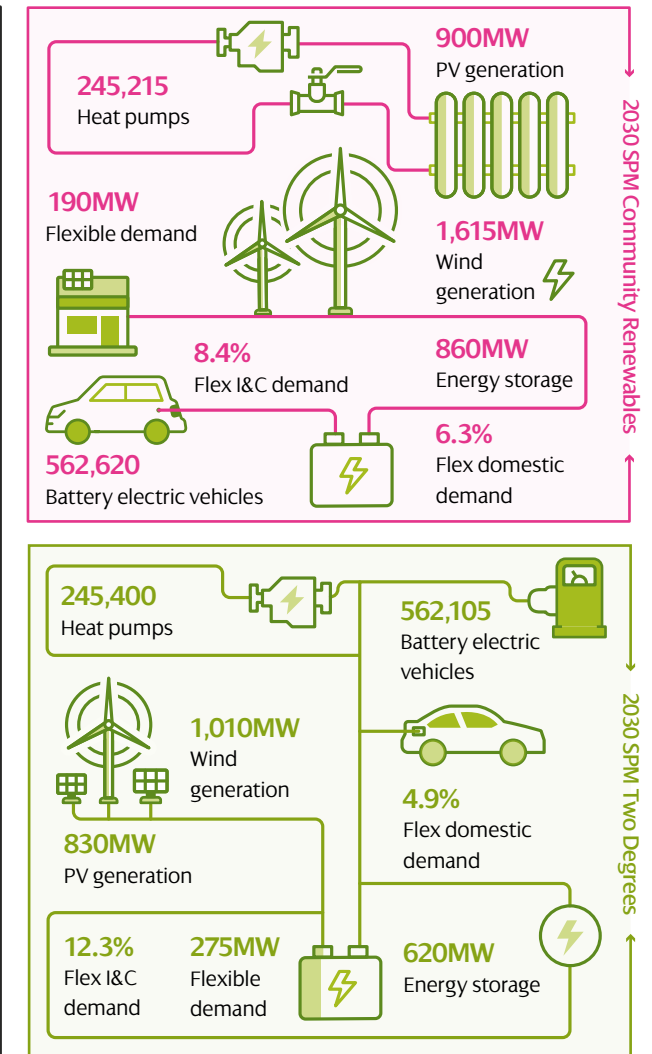 900MW
PV generation
245,215
Heat pumps
190MW
Flexible demand
1,615MW
Wind
generation
8.4%
Flex I&C demand
860MW
Energy storage
562,620
Battery electric vehicles
6.3%
Flex domestic
demand
2030 SPM Community Renewables
245,400
Heat pumps
562,105
Battery electric
vehicles
1,010MW
Wind
generation
4.9%
Flex domestic
demand
830MW
PV generation
12.3%
Flex I&C
demand
275MW
Flexible
demand
620MW
Energy storage
2030 SPM Two Degrees